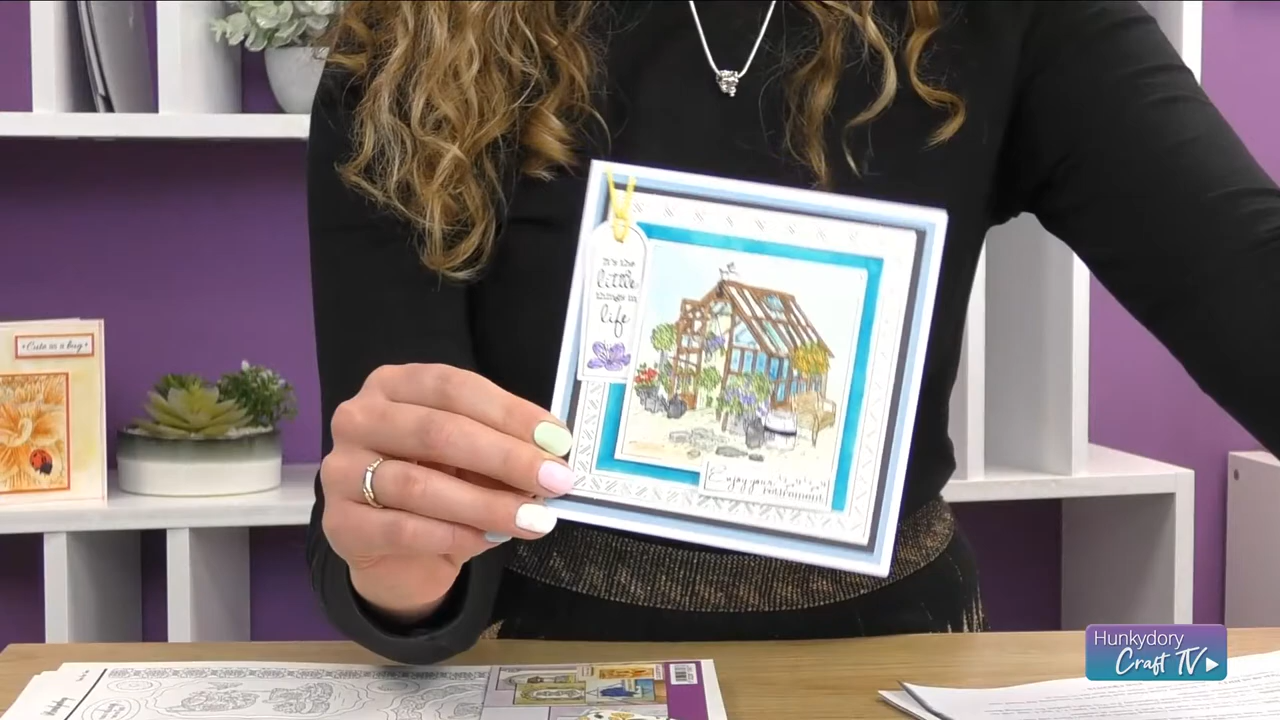 Cute as a bug
It's the
little
things in
life
Enjoy your
retirement
Hunkydory
Craft TV